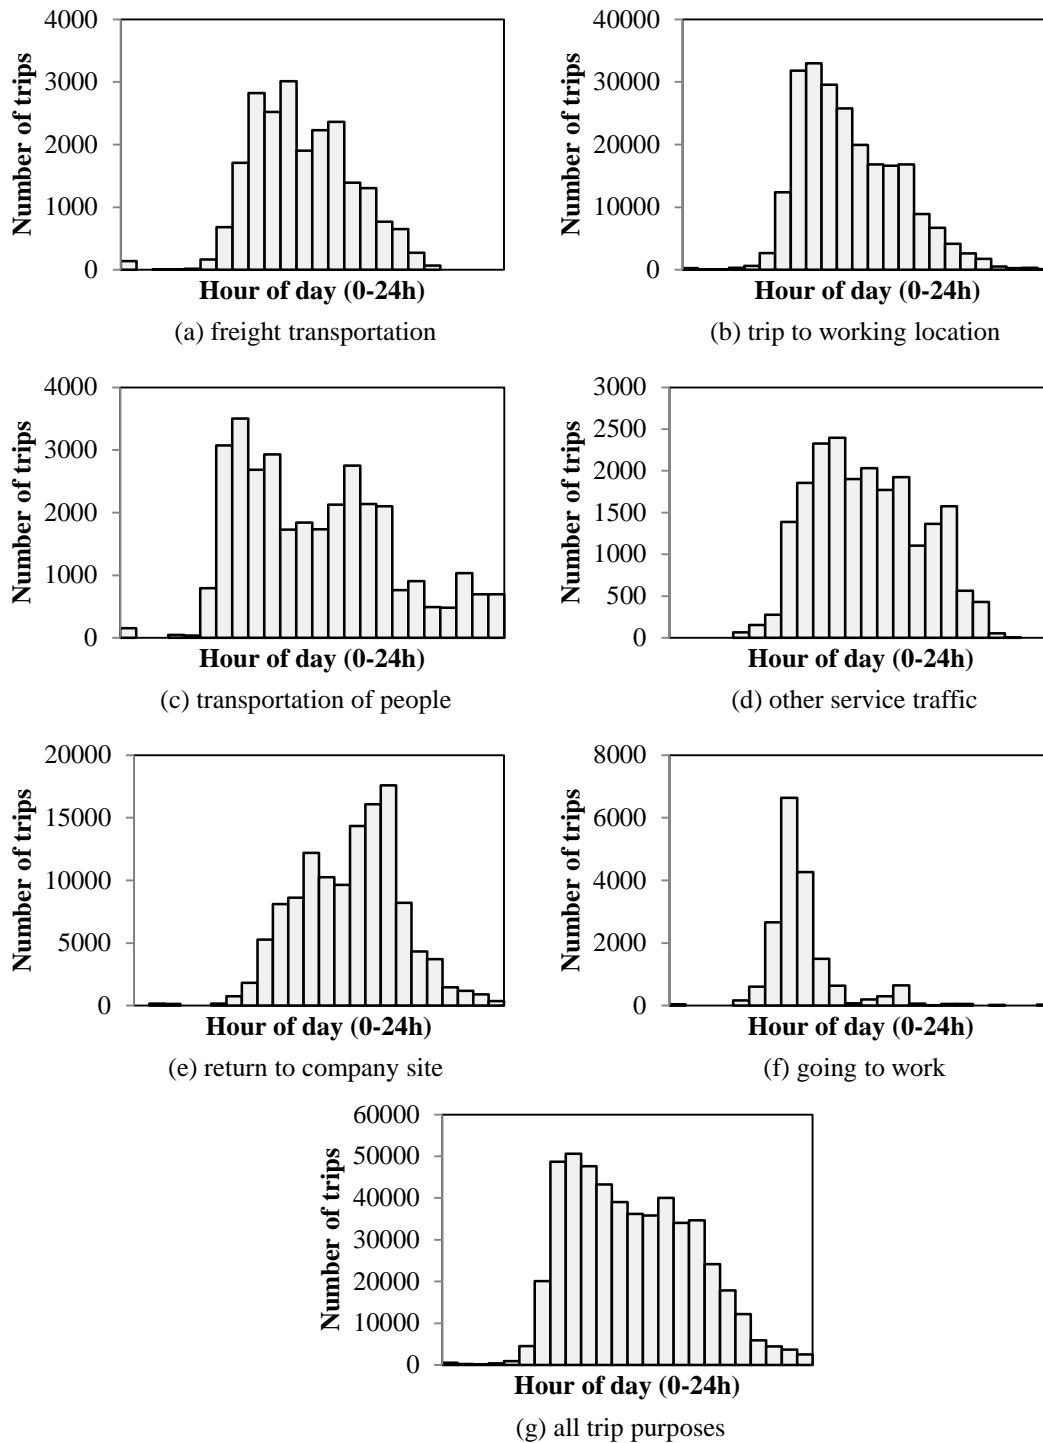 4000
3000
2000
1000
0
Number of trips
Hour of day (0-24h)
(a) freight transportation
40000
30000
20000
10000
0
Number of trips
Hour of day (0-24h)
(b) trip to working location
4000
3000
2000
1000
0
Number of trips
Hour of day (0-24h)
(c) transportation of people
3000
2500
2000
1500
1000
500
0
Number of trips
Hour of day (0-24h)
(d) other service traffic
20000
15000
10000
5000
0
Number of trips
Hour of day (0-24h)
(e) return to company site
8000
6000
4000
2000
0
Number of trips
Hour of day (0-24h)
(f) going to work
60000
50000
40000
30000
20000
10000
0
Number of trips
Hour of day (0-24h)
(g) all trip purposes